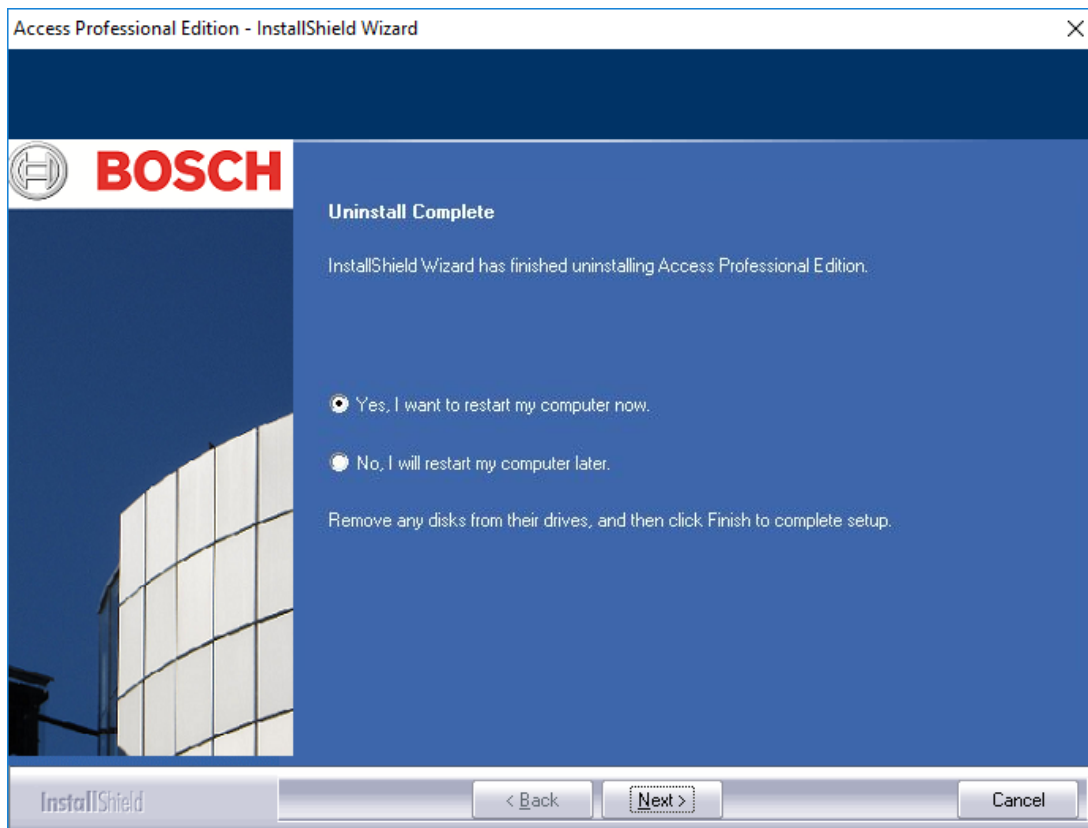 Access Professional Edition - InstallShield Wizard
BOSCH
Uninstall Complete
InstallShield Wizard has finished uninstalling Access Professional Edition.
Yes, I want to restart my computer now.
No, I will restart my computer later.
Remove any disks from their drives, and then click Finish to complete setup.
InstallShield
< Back
Next >
Cancel